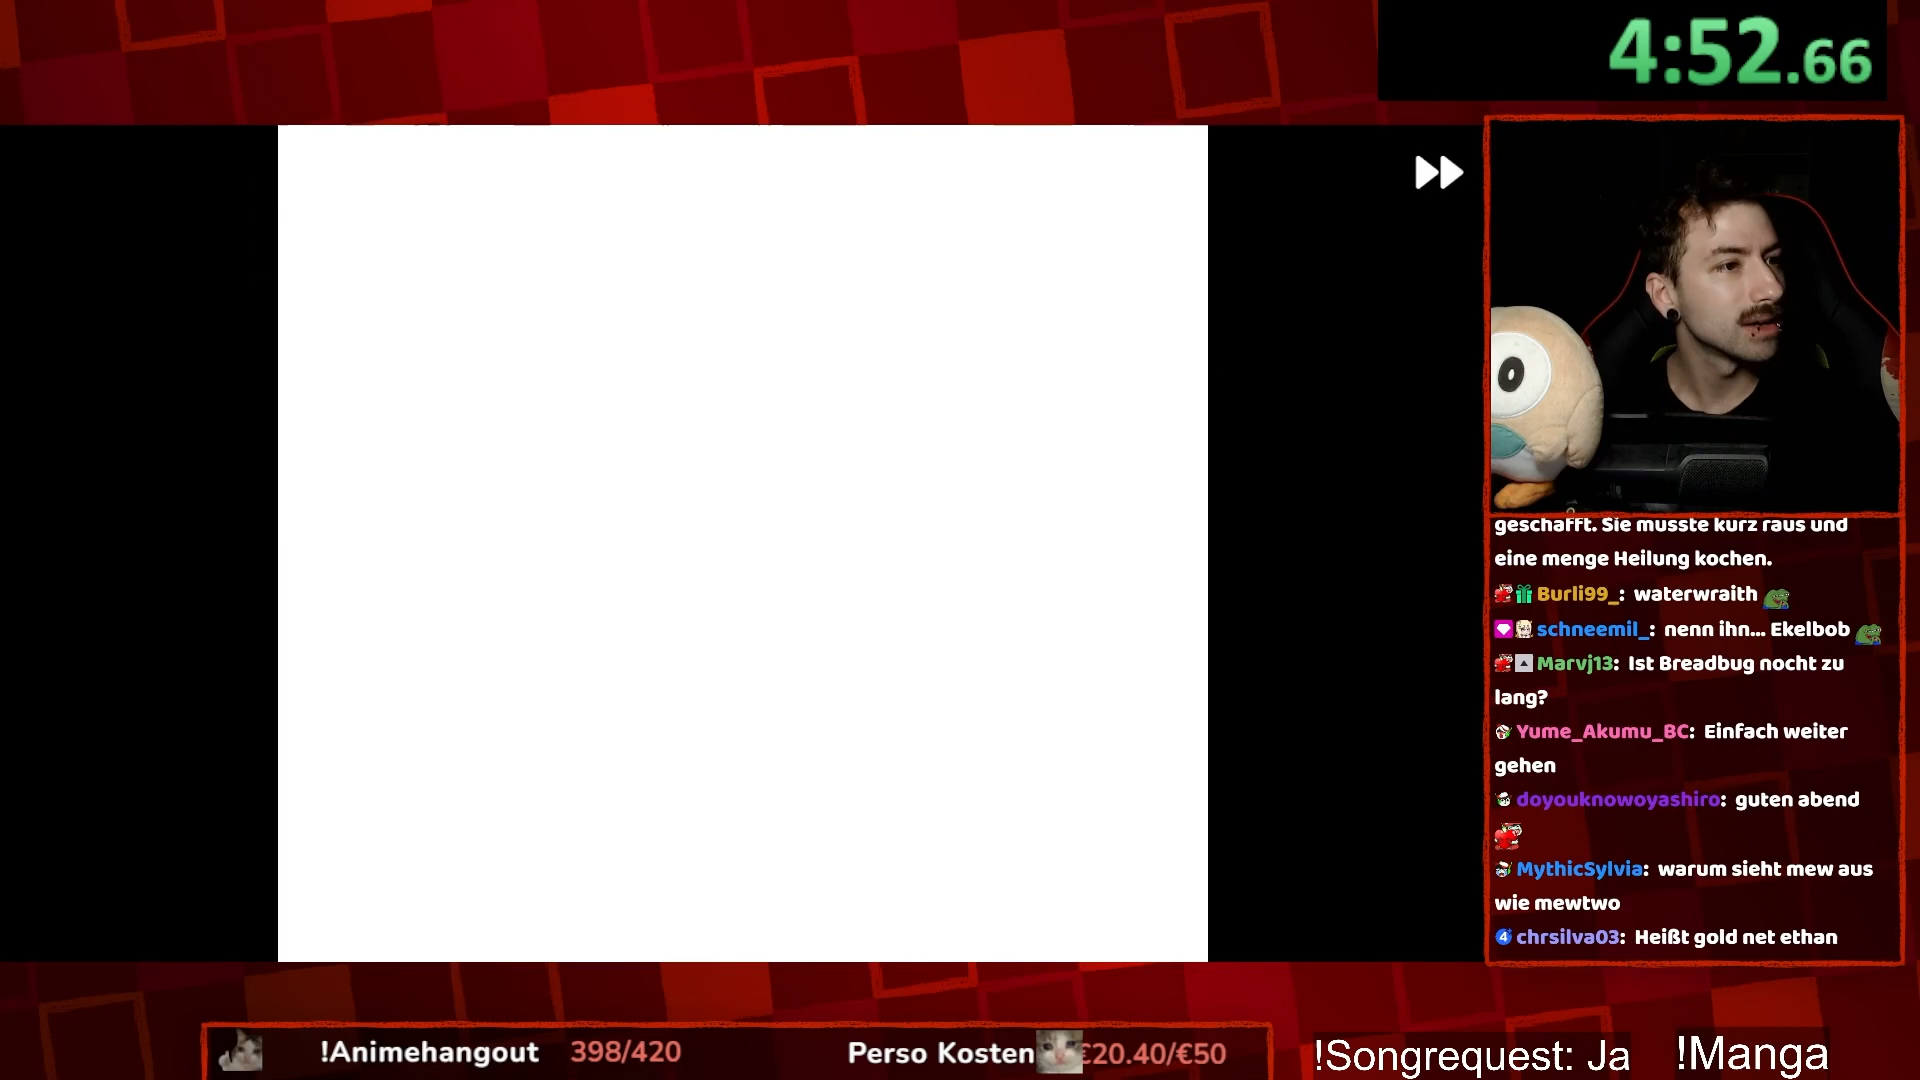 4:52.66
geschafft. Sie musste kurz raus und
eine menge Heilung kochen.
Burli99_: waterwraith
schneemil_: nenn ihn... Ekelbob
Marvj13: Ist Breadbug nocht zu
lang?
Yume_Akumu_BC: Einfach weiter
gehen
doyouknowoyashiro: guten abend
MythicSylvia: warum sieht mew aus
wie mewtwo
4 chrsilva03: Heißt gold net ethan
!Animehangout 398/420
Perso Kosten €20.40/€50
!Songrequest: Ja
!Manga